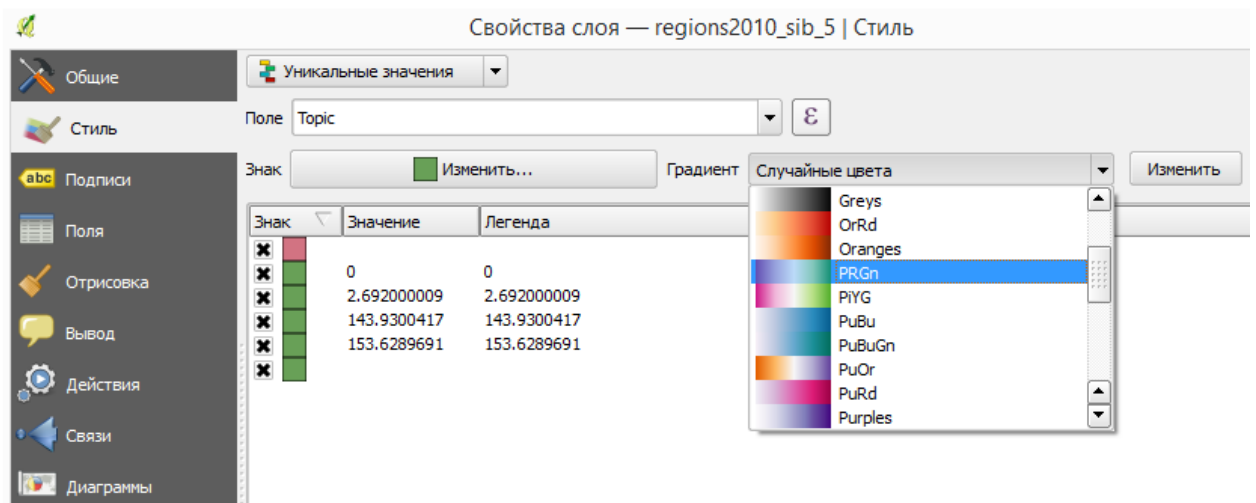 Свойства слоя — regions2010_sib_5 | Стиль
Общие
Стиль
abc Подписи
Поля
Отрисовка
Вывод
Действия
Связи
Диаграммы
Уникальные значения
Поле Topic ε
Знак Изменить... Градиент Случайные цвета Изменить
Знак Значение Легенда
0 0
2.692000009 2.692000009
143.9300417 143.9300417
153.6289691 153.6289691
Greys
OrRd
Oranges
PRGn
PiYG
PuBu
PuBuGn
PuOr
PuRd
Purples